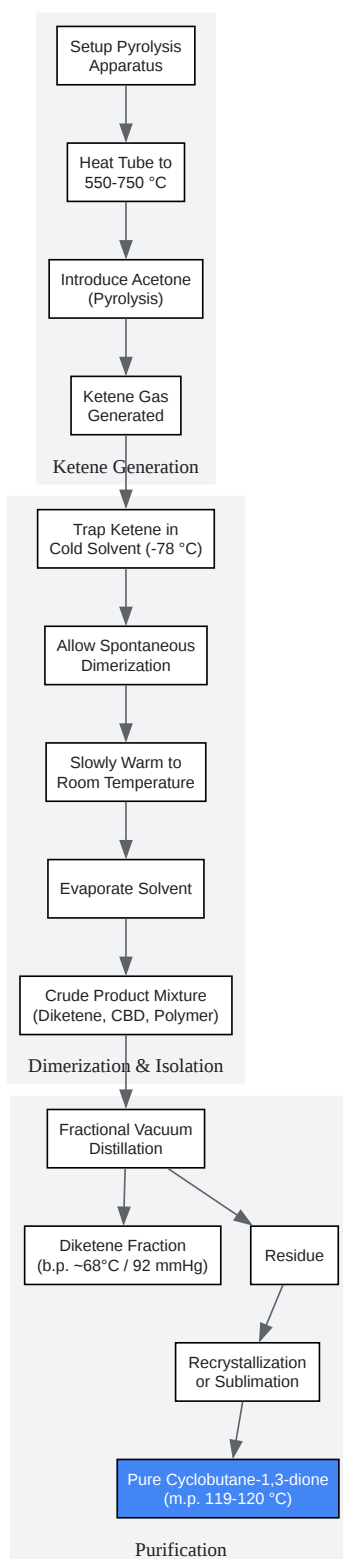 Setup Pyrolysis
Apparatus
Heat Tube to
550-750 °C
Introduce Acetone
(Pyrolysis)
Ketene Gas
Generated
Ketene Generation
Trap Ketene in
Cold Solvent (-78 °C)
Allow Spontaneous
Dimerization
Slowly Warm to
Room Temperature
Evaporate Solvent
Crude Product Mixture
(Diketene, CBD, Polymer)
Dimerization & Isolation
Fractional Vacuum
Distillation
Diketene Fraction
(b.p. ~68°C / 92 mmHg)
Residue
Recrystallization
or Sublimation
Pure Cyclobutane-1,3-dione
(m.p. 119-120 °C)
Purification